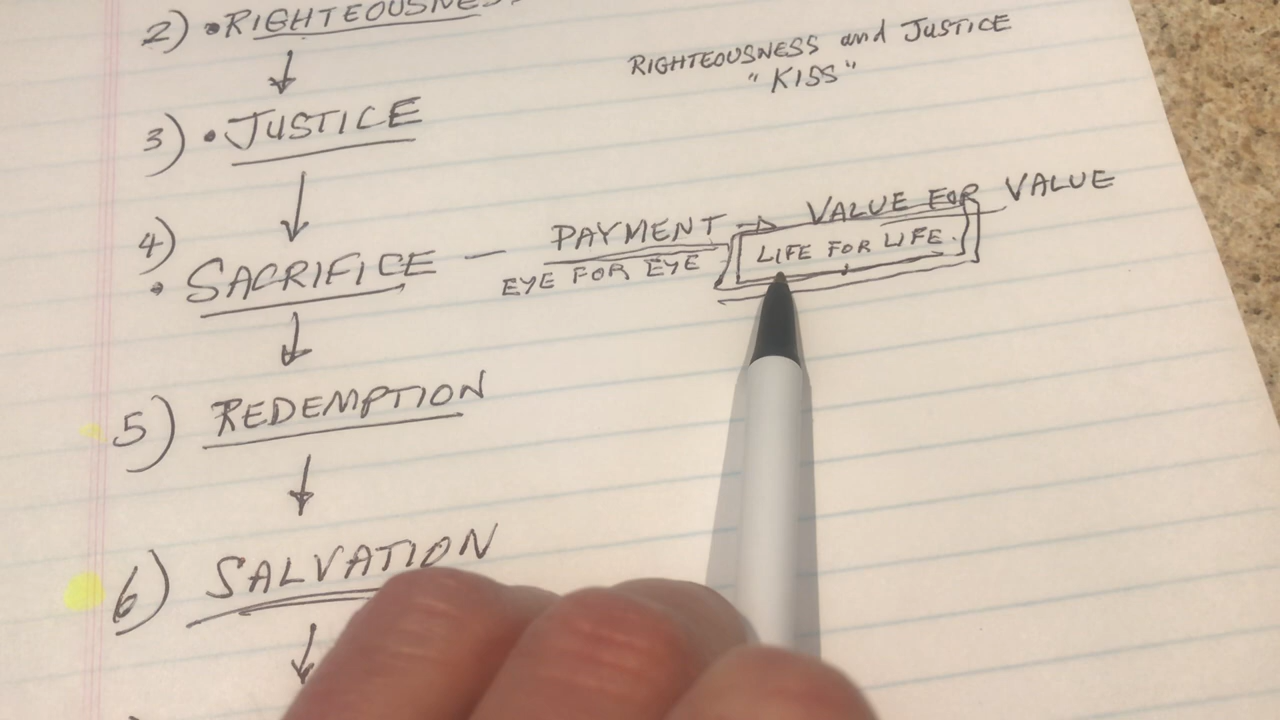 2) • RIGHTEOUSNESS
RIGHTEOUSNESS and JUSTICE
"KISS"
3) • JUSTICE
4) • SACRIFICE — PAYMENT → VALUE FOR VALUE
EYE FOR EYE / LIFE FOR LIFE.
5) REDEMPTION
6) SALVATION